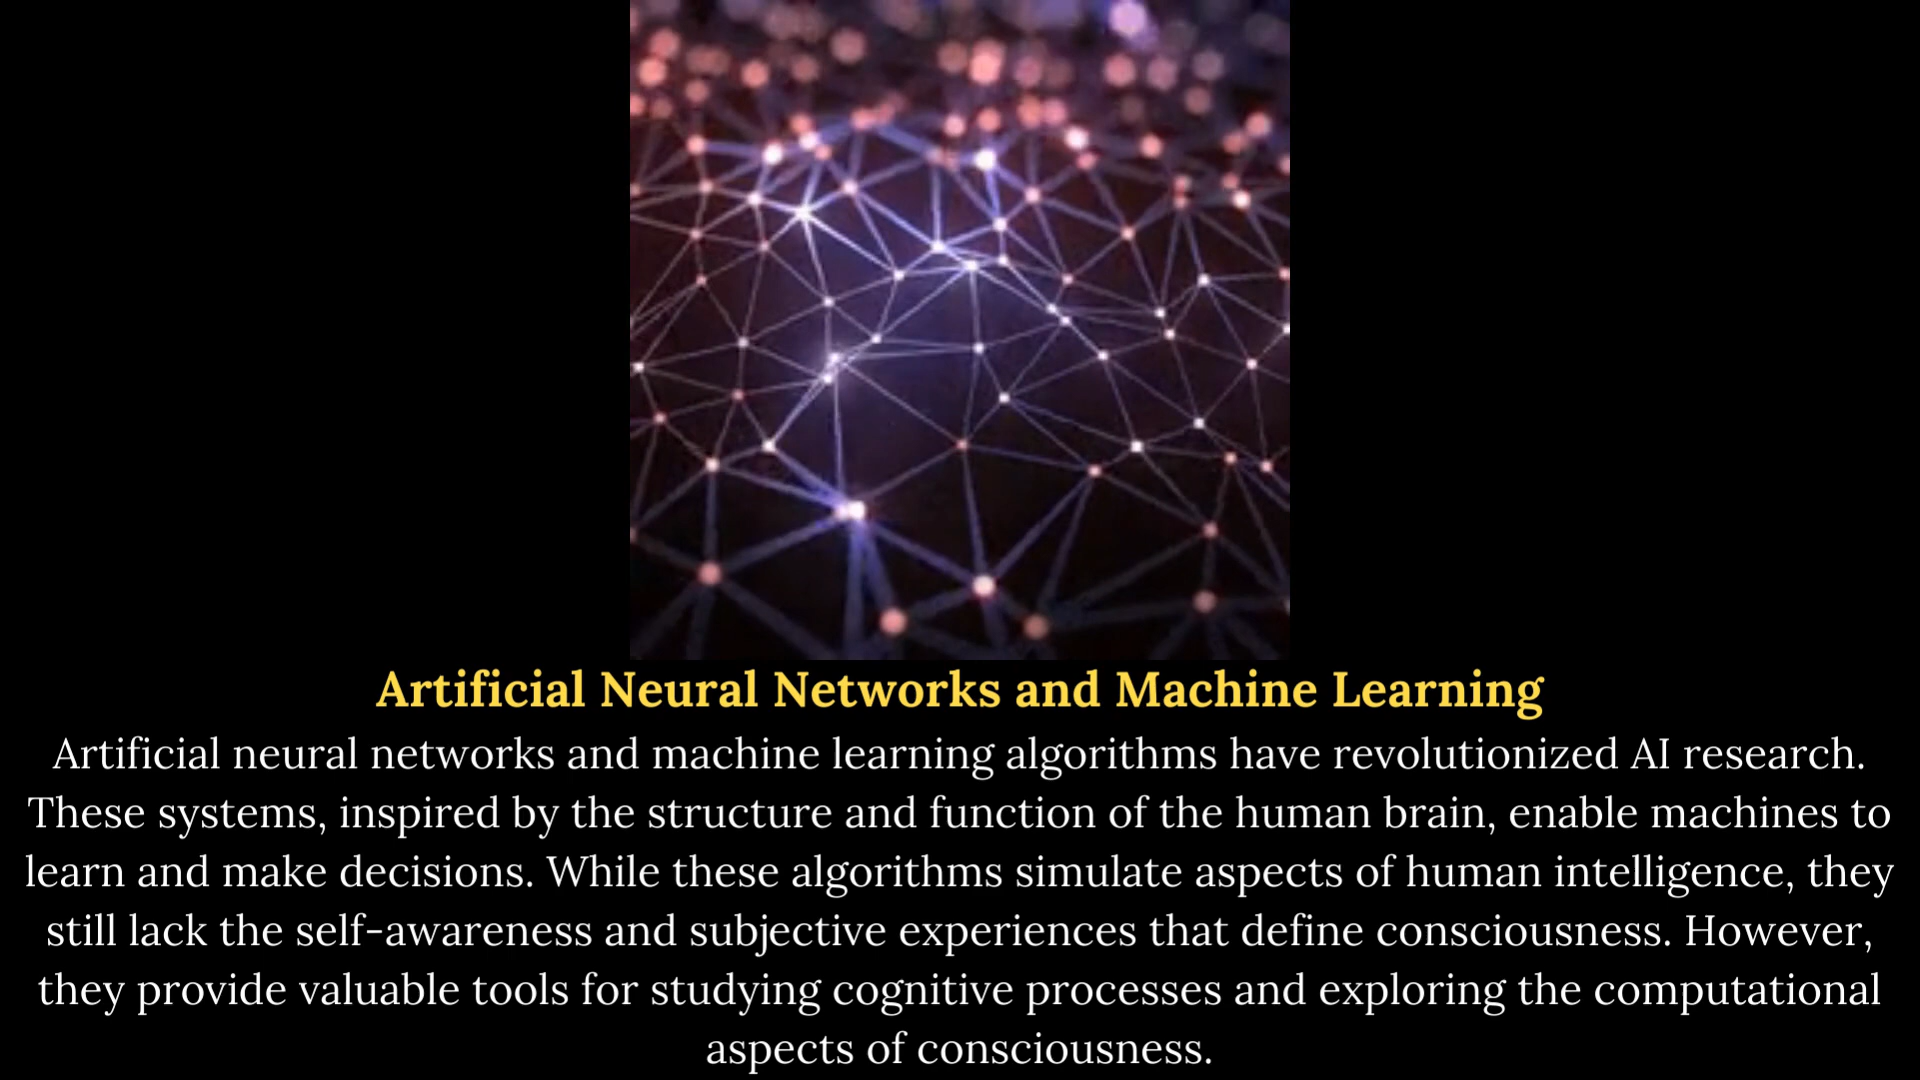 Artificial Neural Networks and Machine Learning
Artificial neural networks and machine learning algorithms have revolutionized AI research.
These systems, inspired by the structure and function of the human brain, enable machines to
learn and make decisions. While these algorithms simulate aspects of human intelligence, they
still lack the self-awareness and subjective experiences that define consciousness. However,
they provide valuable tools for studying cognitive processes and exploring the computational
aspects of consciousness.